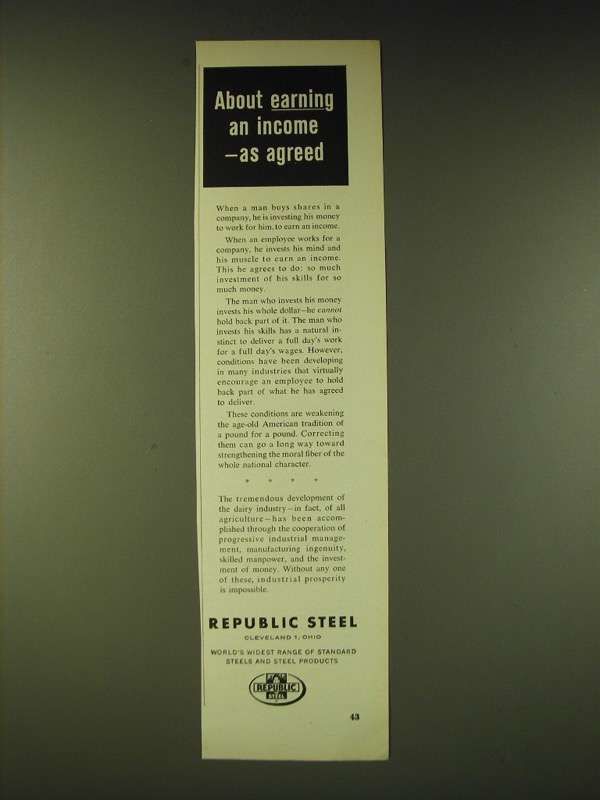 About earning
an income
—as agreed
When a man buys shares in a
company, he is investing his money
to work for him, to earn an income.
When an employee works for a
company, he invests his mind and
his muscle to earn an income.
This he agrees to do: so much
investment of his skills for so
much money.
The man who invests his money
invests his whole dollar—he cannot
hold back part of it. The man who
invests his skills has a natural in-
stinct to deliver a full day's work
for a full day's wages. However,
conditions have been developing
in many industries that virtually
encourage an employee to hold
back part of what he has agreed
to deliver.
These conditions are weakening
the age-old American tradition of
a pound for a pound. Correcting
them can go a long way toward
strengthening the moral fiber of the
whole national character.
* * * *
The tremendous development of
the dairy industry—in fact, of all
agriculture—has been accom-
plished through the cooperation of
progressive industrial manage-
ment, manufacturing ingenuity,
skilled manpower, and the invest-
ment of money. Without any one
of these, industrial prosperity
is impossible.
REPUBLIC STEEL
CLEVELAND 1, OHIO
WORLD'S WIDEST RANGE OF STANDARD
STEELS AND STEEL PRODUCTS
REPUBLIC
STEEL
43